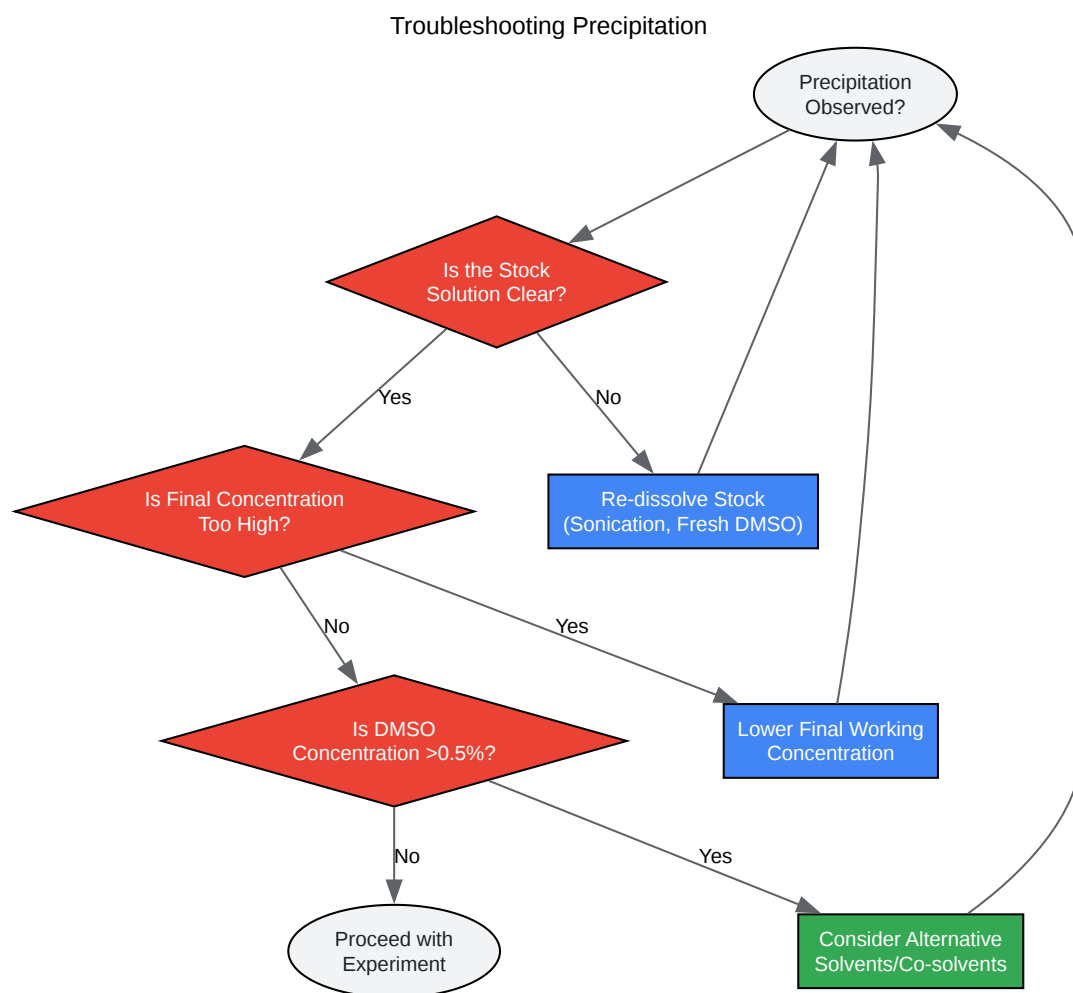 Troubleshooting Precipitation
Precipitation
Observed?
Is the Stock
Solution Clear?
Yes
No
Is Final Concentration
Too High?
Re-dissolve Stock
(Sonication, Fresh DMSO)
No
Yes
Is DMSO
Concentration >0.5%?
Lower Final Working
Concentration
No
Yes
Proceed with
Experiment
Consider Alternative
Solvents/Co-solvents